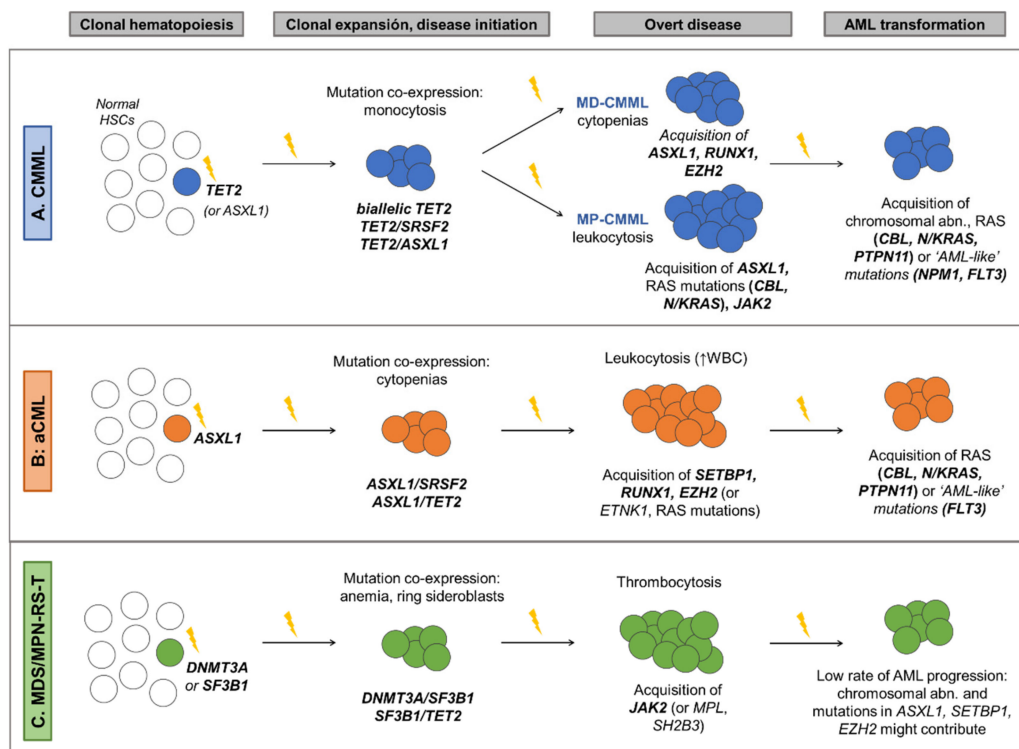 Clonal hematopoiesis
Clonal expansión, disease initiation
Overt disease
AML transformation
A. CMML
Normal
HSCs
TET2
(or ASXL1)
Mutation co-expression:
monocytosis
biallelic TET2
TET2/SRSF2
TET2/ASXL1
MD-CMML
cytopenias
Acquisition of
ASXL1, RUNX1,
EZH2
MP-CMML
leukocytosis
Acquisition of ASXL1,
RAS mutations (CBL,
N/KRAS), JAK2
Acquisition of
chromosomal abn., RAS
(CBL, N/KRAS,
PTPN11) or ‘AML-like’
mutations (NPM1, FLT3)
B: aCML
ASXL1
Mutation co-expression:
cytopenias
ASXL1/SRSF2
ASXL1/TET2
Leukocytosis (↑WBC)
Acquisition of SETBP1,
RUNX1, EZH2 (or
ETNK1, RAS mutations)
Acquisition of RAS
(CBL, N/KRAS,
PTPN11) or ‘AML-like’
mutations (FLT3)
C. MDS/MPN-RS-T
DNMT3A
or SF3B1
Mutation co-expression:
anemia, ring sideroblasts
DNMT3A/SF3B1
SF3B1/TET2
Thrombocytosis
Acquisition of
JAK2 (or MPL,
SH2B3)
Low rate of AML progression:
chromosomal abn. and
mutations in ASXL1, SETBP1,
EZH2 might contribute